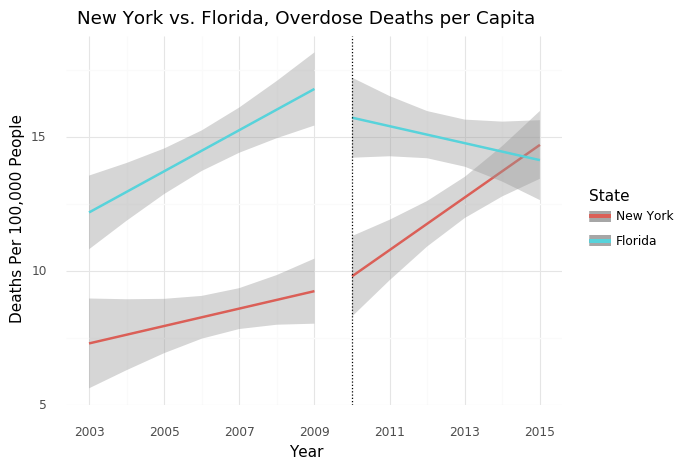 New York vs. Florida, Overdose Deaths per Capita
Deaths Per 100,000 People
15
10
5
2003 2005 2007 2009 2011 2013 2015
Year
State
New York
Florida